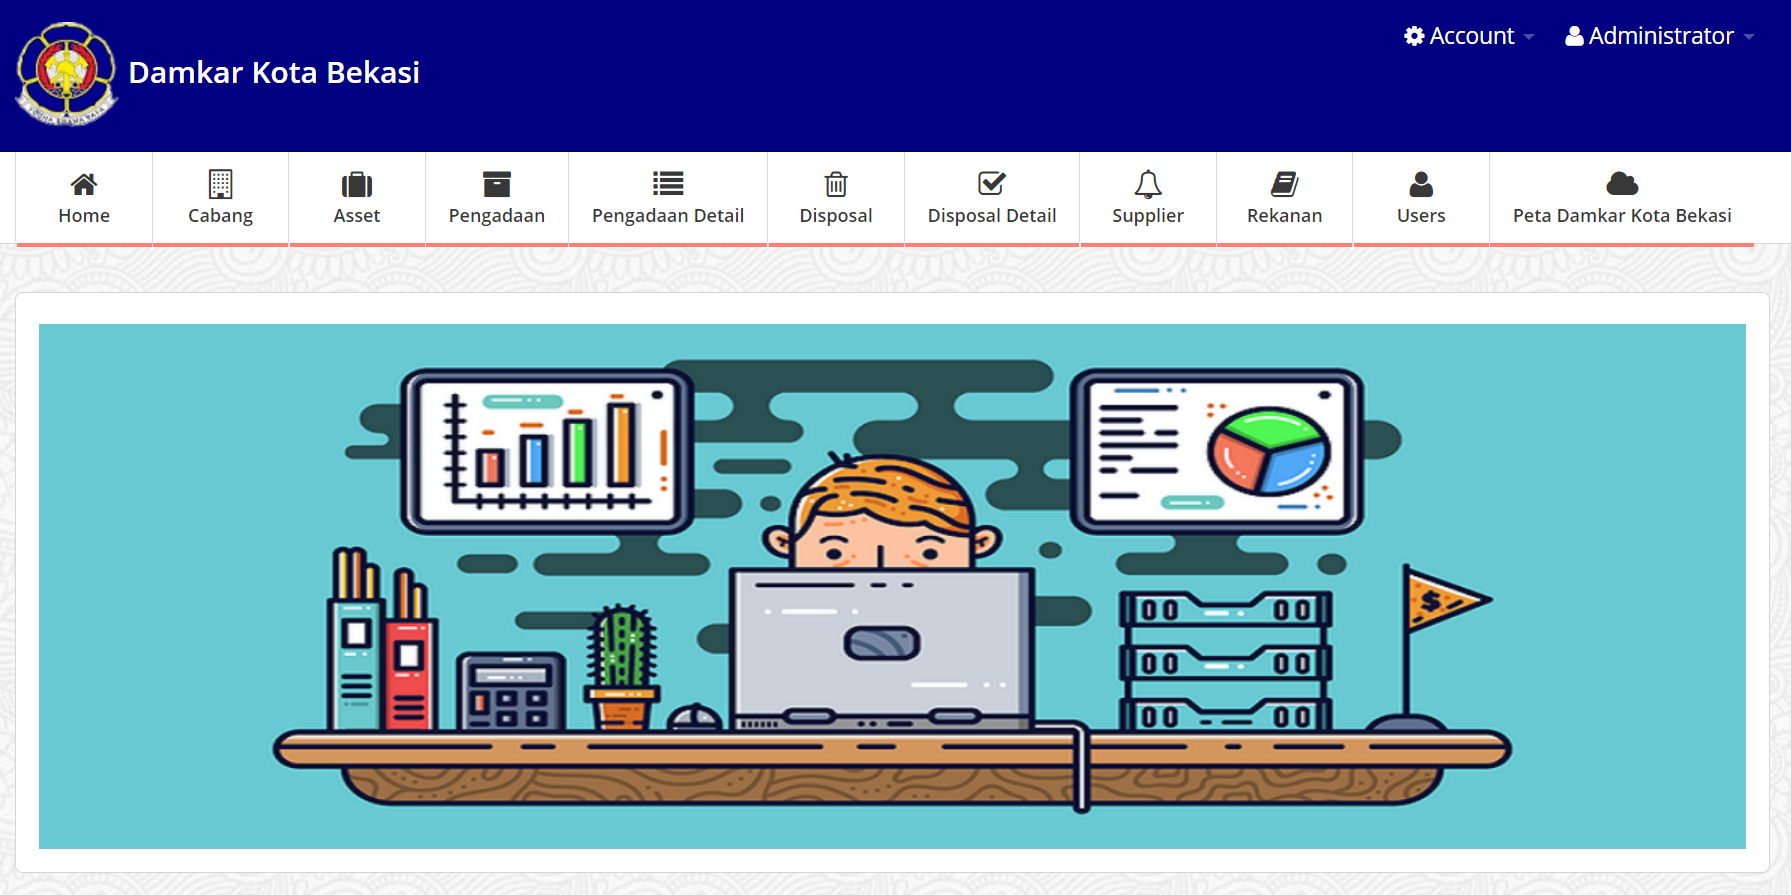 Damkar Kota Bekasi
Account
Administrator
Home
Cabang
Asset
Pengadaan
Pengadaan Detail
Disposal
Disposal Detail
Supplier
Rekanan
Users
Peta Damkar Kota Bekasi
$